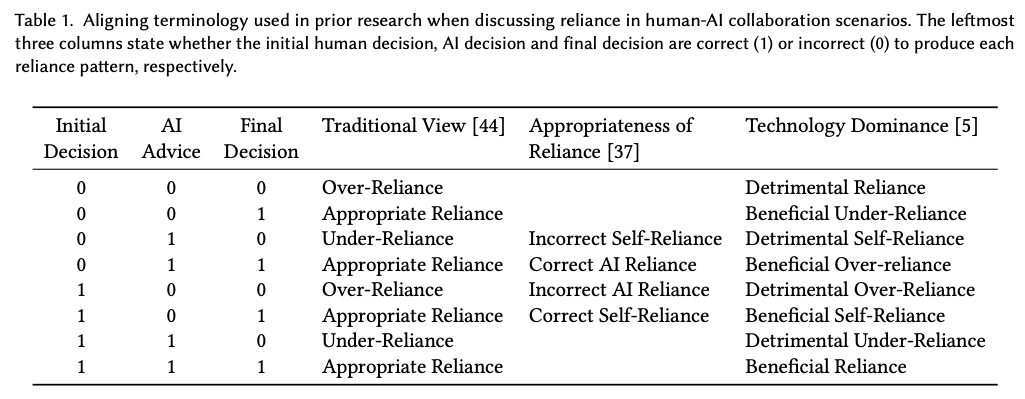 Table 1. Aligning terminology used in prior research when discussing reliance in human-AI collaboration scenarios. The leftmost
three columns state whether the initial human decision, AI decision and final decision are correct (1) or incorrect (0) to produce each
reliance pattern, respectively.
Initial AI Final Traditional View [44] Appropriateness of Technology Dominance [5]
Decision Advice Decision Reliance [37]
0 0 0 Over-Reliance Detrimental Reliance
0 0 1 Appropriate Reliance Beneficial Under-Reliance
0 1 0 Under-Reliance Incorrect Self-Reliance Detrimental Self-Reliance
0 1 1 Appropriate Reliance Correct AI Reliance Beneficial Over-reliance
1 0 0 Over-Reliance Incorrect AI Reliance Detrimental Over-Reliance
1 0 1 Appropriate Reliance Correct Self-Reliance Beneficial Self-Reliance
1 1 0 Under-Reliance Detrimental Under-Reliance
1 1 1 Appropriate Reliance Beneficial Reliance